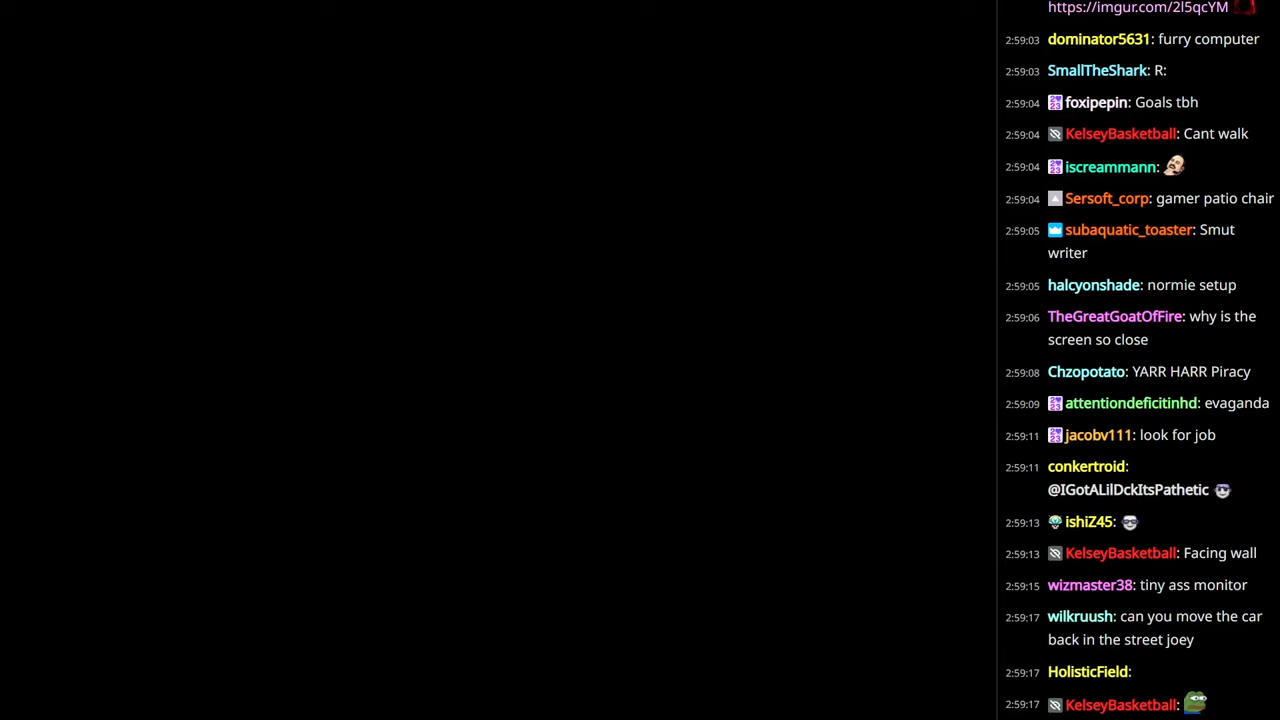 https://imgur.com/2l5qcYM
2:59:03 dominator5631: furry computer
2:59:03 SmallTheShark: R:
2:59:04 foxipepin: Goals tbh
2:59:04 KelseyBasketball: Cant walk
2:59:04 iscreammann:
2:59:04 Sersoft_corp: gamer patio chair
2:59:05 subaquatic_toaster: Smut
writer
2:59:05 halcyonshade: normie setup
2:59:06 TheGreatGoatOfFire: why is the
screen so close
2:59:08 Chzopotato: YARR HARR Piracy
2:59:09 attentiondeficitinhd: evaganda
2:59:11 jacobv111: look for job
2:59:11 conkertroid:
@IGotALilDckItsPathetic
2:59:13 ishiZ45:
2:59:13 KelseyBasketball: Facing wall
2:59:15 wizmaster38: tiny ass monitor
2:59:17 wilkruush: can you move the car
back in the street joey
2:59:17 HolisticField:
2:59:17 KelseyBasketball: